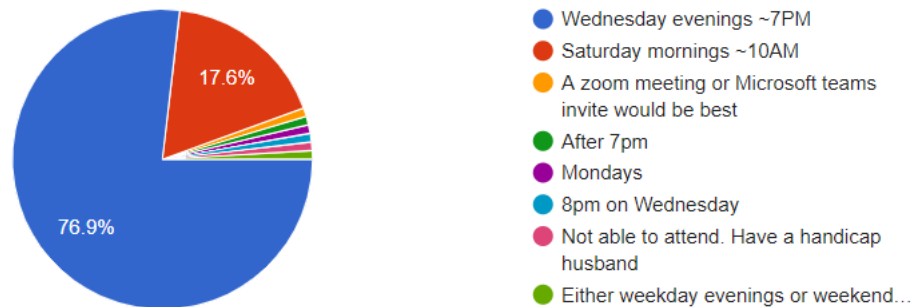 Wednesday evenings ~7PM
Saturday mornings ~10AM
17.6%
A zoom meeting or Microsoft teams
invite would be best
After 7pm
Mondays
8pm on Wednesday
76.9%
Not able to attend. Have a handicap
husband
Either weekday evenings or weekend…